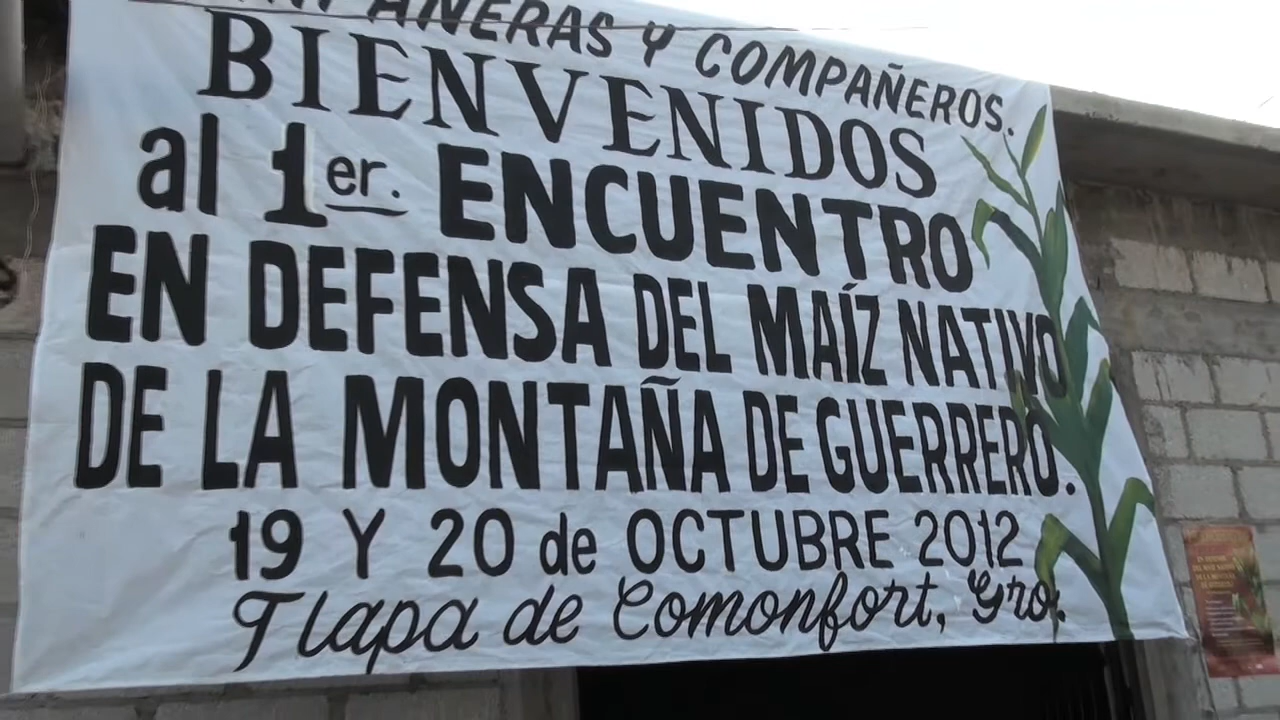 Y COMPAÑEROS.
BIENVENIDOS
al 1er. ENCUENTRO
EN DEFENSA DEL MAÍZ NATIVO
DE LA MONTAÑA DE GUERRERO.
19 Y 20 de OCTUBRE 2012
Tlapa de Comonfort, Gro.